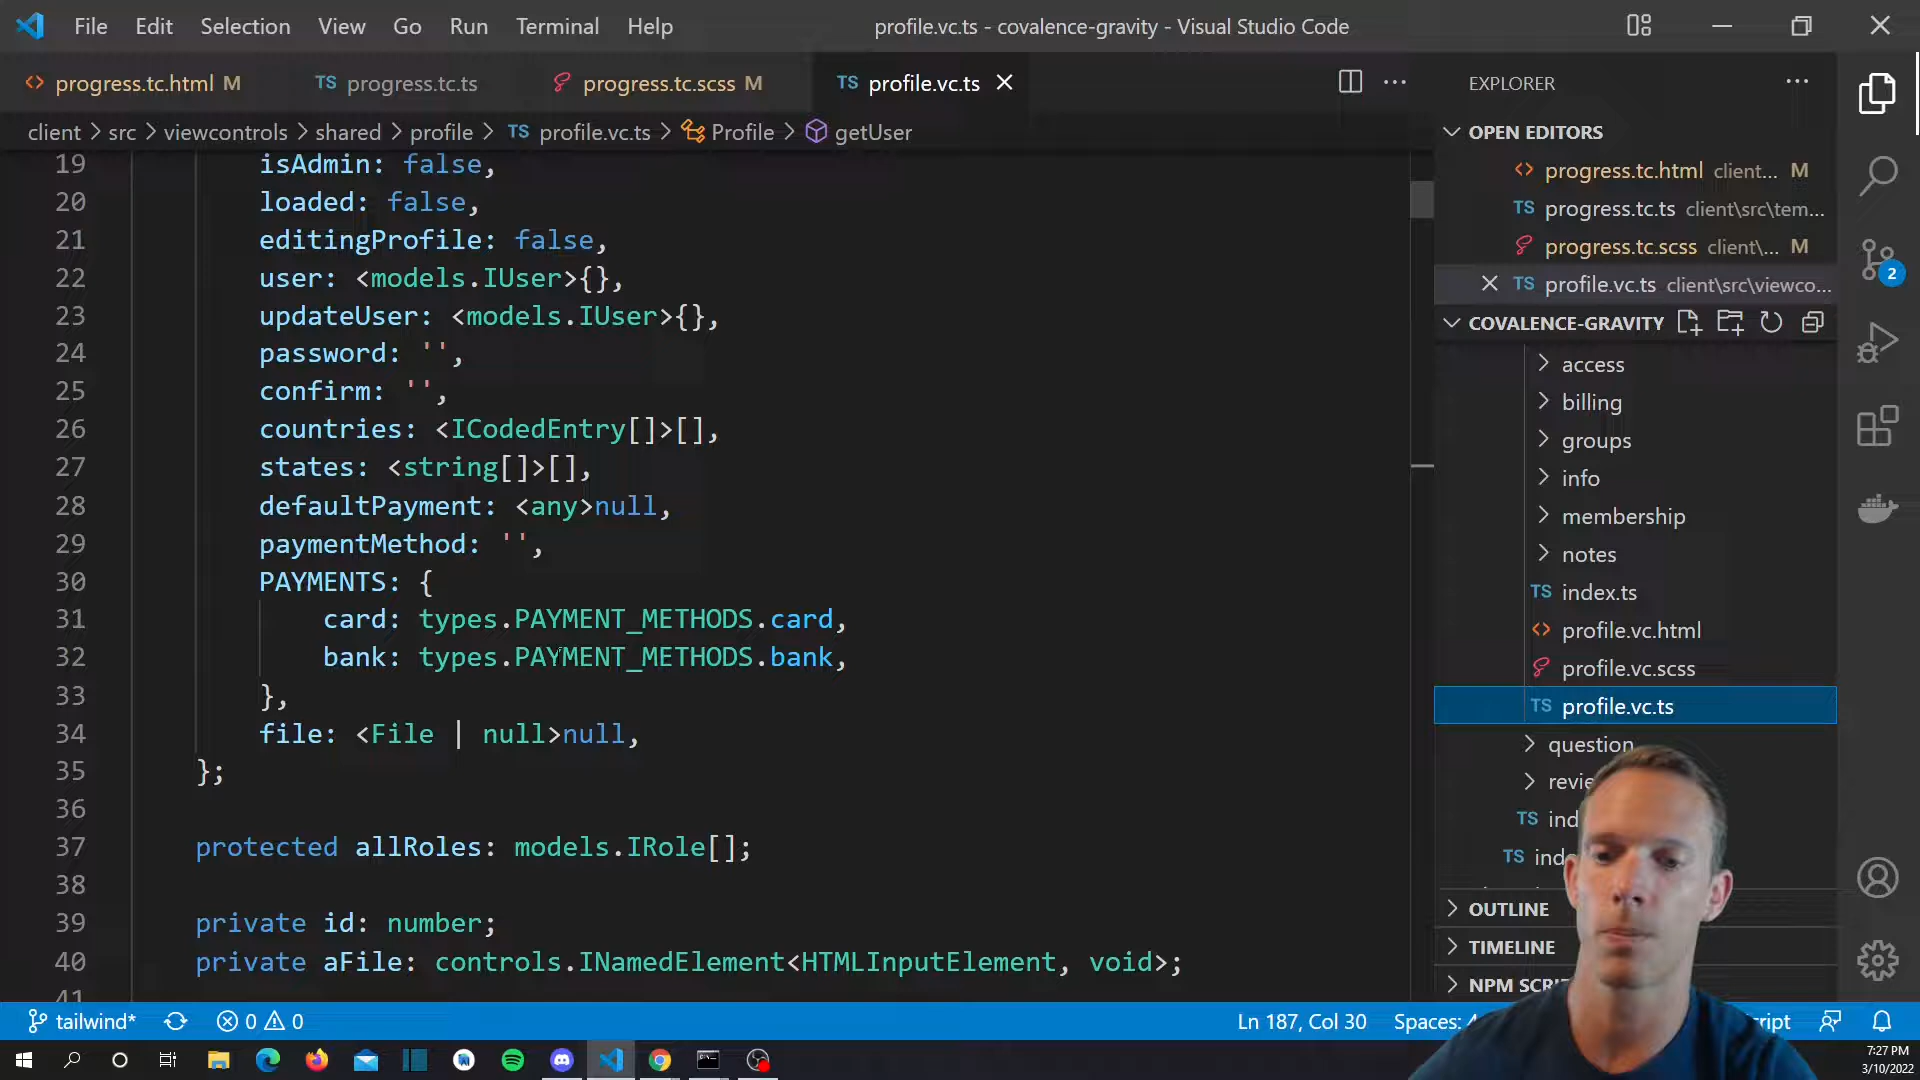 File Edit Selection View Go Run Terminal Help
profile.vc.ts - covalence-gravity - Visual Studio Code
progress.tc.html M
TS progress.tc.ts
progress.tc.scss M
TS profile.vc.ts
client > src > viewcontrols > shared > profile > TS profile.vc.ts > Profile > getUser
19 isAdmin: false,
20 loaded: false,
21 editingProfile: false,
22 user: <models.IUser>{},
23 updateUser: <models.IUser>{},
24 password: '',
25 confirm: '',
26 countries: <ICodedEntry[]>[],
27 states: <string[]>[],
28 defaultPayment: <any>null,
29 paymentMethod: '',
30 PAYMENTS: {
31 card: types.PAYMENT_METHODS.card,
32 bank: types.PAYMENT_METHODS.bank,
33 },
34 file: <File | null>null,
35 };
36
37 protected allRoles: models.IRole[];
38
39 private id: number;
40 private aFile: controls.INamedElement<HTMLInputElement, void>;
41
EXPLORER
OPEN EDITORS
progress.tc.html client... M
TS progress.tc.ts client\src\tem...
progress.tc.scss client\... M
TS profile.vc.ts client\src\viewco...
COVALENCE-GRAVITY
access
billing
groups
info
membership
notes
TS index.ts
profile.vc.html
profile.vc.scss
TS profile.vc.ts
question
TS
TS
OUTLINE
TIMELINE
NPM
2
tailwind* 0 0
Ln 187, Col 30
Spaces:
7:27 PM
3/10/2022